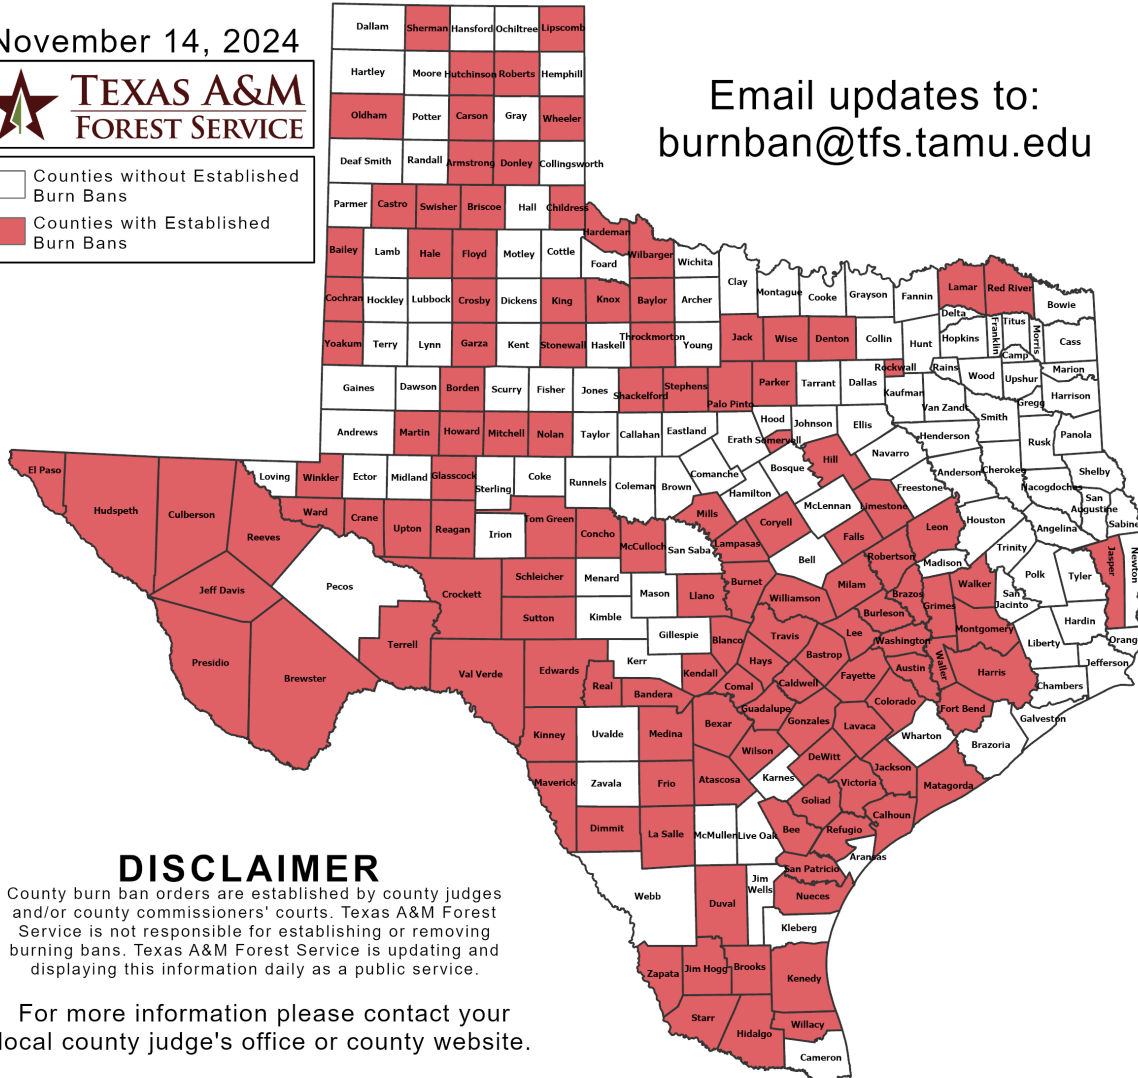 November 14, 2024
TEXAS A&M
FOREST SERVICE
Counties without Established
Burn Bans
Counties with Established
Burn Bans
Email updates to:
burnban@tfs.tamu.edu
Dallam Sherman Hansford Ochiltree Lipscomb
Hartley Moore Hutchinson Roberts Hemphill
Oldham Potter Carson Gray Wheeler
Deaf Smith Randall Armstrong Donley Collingsworth
Parmer Castro Swisher Briscoe Hall Childress
Hardeman
Bailey Lamb Hale Floyd Motley Cottle Foard Wilbarger Wichita
Clay Montague Cooke Grayson Fannin Lamar Red River Bowie
Cochran Hockley Lubbock Crosby Dickens King Knox Baylor Archer
Delta Hopkins Franklin Titus Morris Cass
Yoakum Terry Lynn Garza Kent Stonewall Haskell Throckmorton Young Jack Wise Denton Collin Hunt
Camp
Rockwall Rains Wood Upshur Marion
Gaines Dawson Borden Scurry Fisher Jones Shackelford Stephens Palo Pinto Parker Tarrant Dallas Kaufman Van Zandt Gregg Harrison
Smith
Andrews Martin Howard Mitchell Nolan Taylor Callahan Eastland Erath Hood Somervell Johnson Ellis Henderson Rusk Panola
El Paso Loving Winkler Ector Midland Glasscock Sterling Coke Runnels Coleman Brown Comanche Bosque Hill Navarro Anderson Cherokee Shelby
Hamilton Freestone Nacogdoches San
Augustine
Hudspeth Culberson Reeves Ward Crane Upton Reagan Irion Tom Green Concho McCulloch San Saba Mills Lampasas Coryell McLennan Limestone Falls Leon Houston Angelina Sabine
Trinity
Bell Robertson Madison Polk Tyler Jasper Newton
Jeff Davis Pecos Crockett Schleicher Menard Mason Llano Burnet Williamson Milam Brazos Grimes Walker San
Jacinto
Sutton Kimble Burleson Hardin
Terrell Gillespie Blanco Travis Lee Washington Montgomery Liberty Orang
Presidio Brewster Val Verde Edwards Kerr Kendall Hays Bastrop Austin Waller Harris Jefferson
Real Bandera Comal Caldwell Fayette Chambers
Guadalupe Colorado Fort Bend
Kinney Uvalde Medina Bexar Gonzales Lavaca Wharton Brazoria Galveston
Wilson DeWitt Jackson
Maverick Zavala Frio Atascosa Karnes Victoria Matagorda
Goliad Calhoun
Dimmit La Salle McMullen Live Oak Bee Refugio
Aransas
San Patricio
Webb Duval Jim
Wells
Nueces
Kleberg
Zapata Jim Hogg Brooks Kenedy
Starr Hidalgo Willacy
Cameron
DISCLAIMER
County burn ban orders are established by county judges
and/or county commissioners' courts. Texas A&M Forest
Service is not responsible for establishing or removing
burning bans. Texas A&M Forest Service is updating and
displaying this information daily as a public service.
For more information please contact your
local county judge's office or county website.